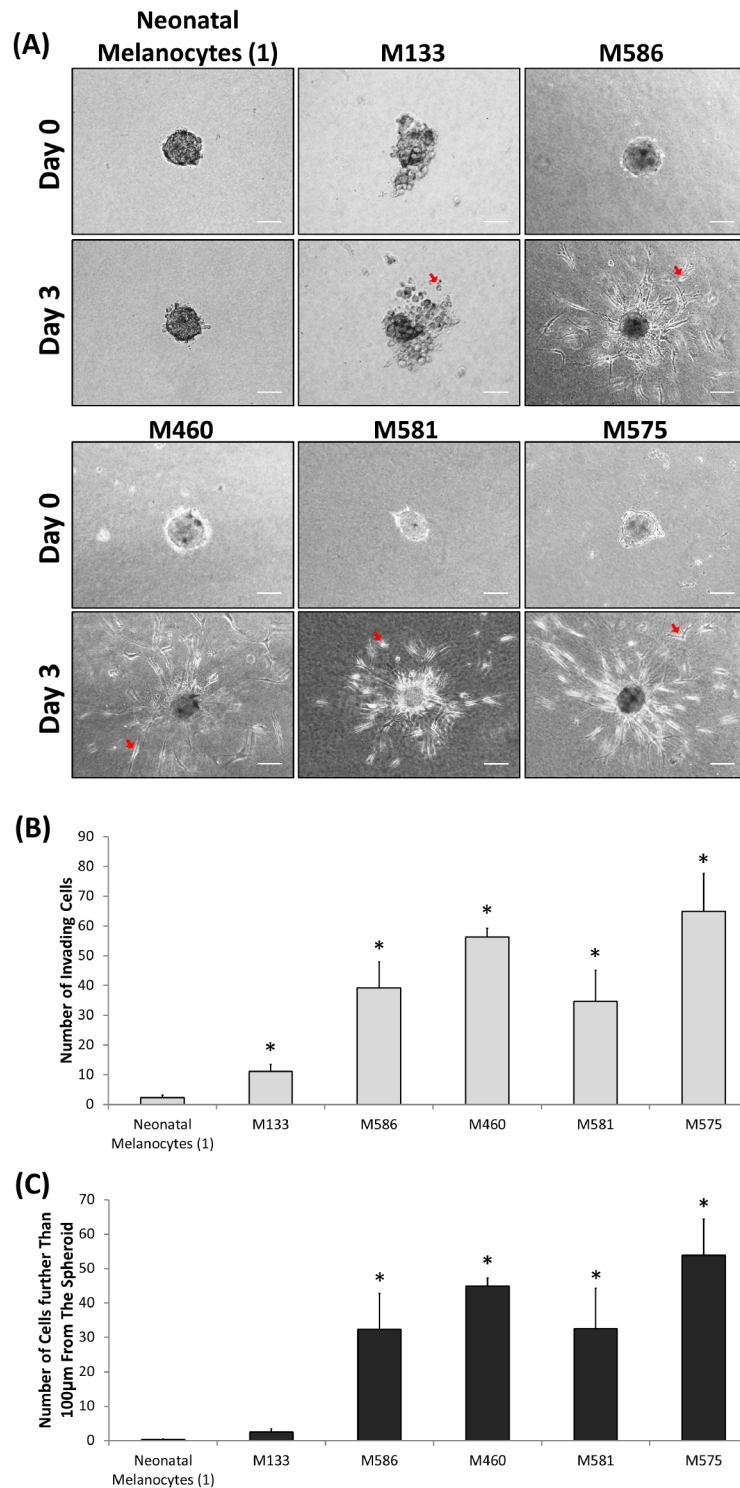 (A)
Neonatal
Melanocytes (1) M133 M586
Day 0
Day 3
M460 M581 M575
Day 0
Day 3
(B)
Number of Invading Cells
90
80
70
60
50
40
30
20
10
0
* * * * *
Neonatal
Melanocytes (1) M133 M586 M460 M581 M575
(C)
Number of Cells further Than
100µm From The Spheroid
70
60
50
40
30
20
10
0
* * * *
Neonatal
Melanocytes (1) M133 M586 M460 M581 M575